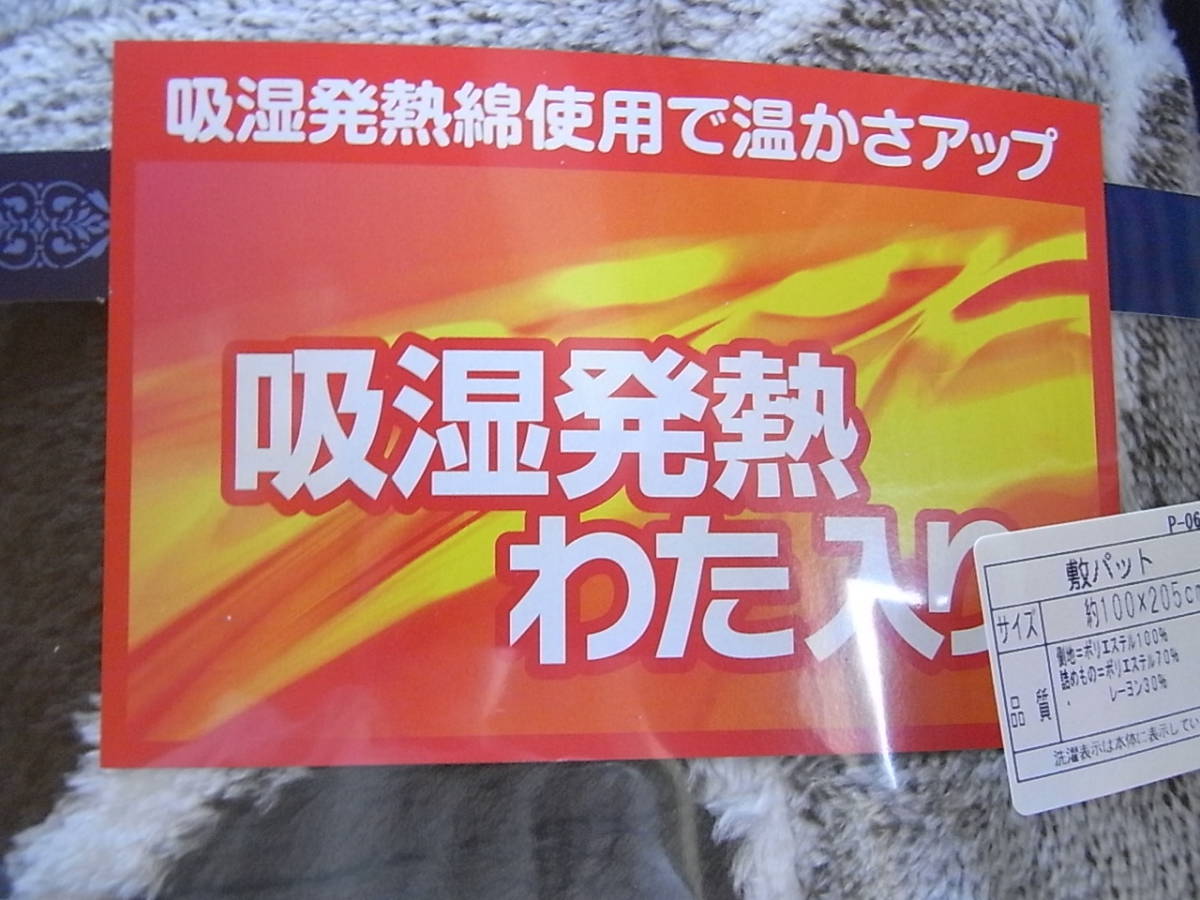 吸湿発熱綿使用で温かさアップ
吸湿発熱
わた入り
P-06
敷パット
サイズ 約100×205c
品質 側地=ポリエステル100%
詰めもの=ポリエステル70%
レーヨン30%
洗濯表示は本体に表示してい